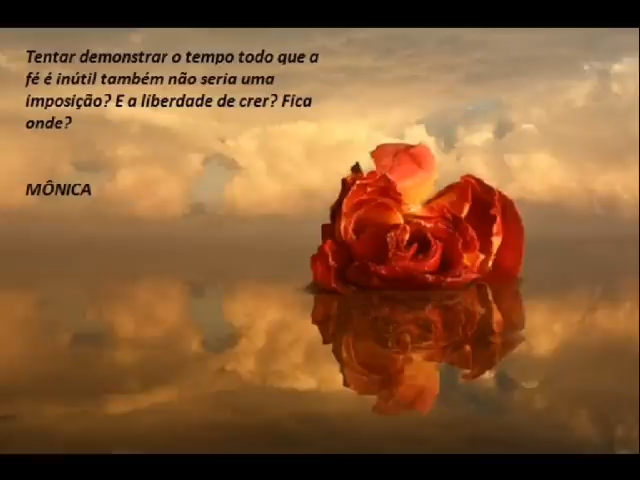 Tentar demonstrar o tempo todo que a
fé é inútil também não seria uma
imposição? E a liberdade de crer? Fica
onde?
MÔNICA